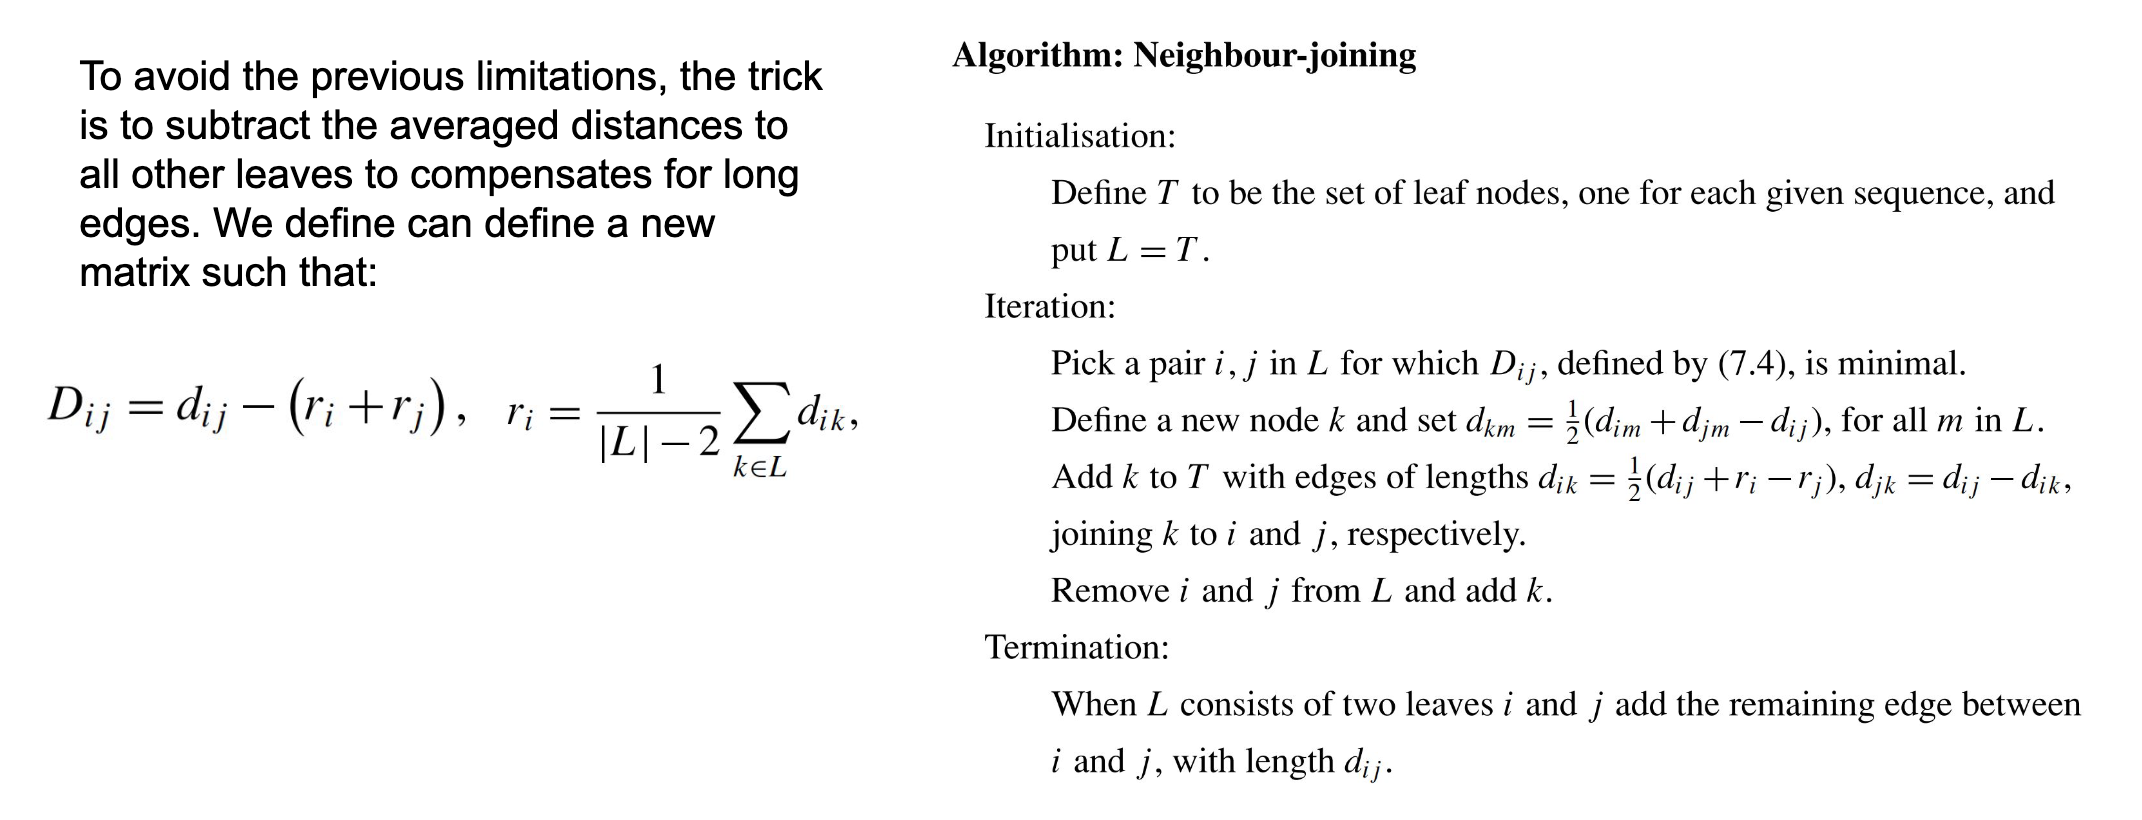 To avoid the previous limitations, the trick
is to subtract the averaged distances to
all other leaves to compensates for long
edges. We define can define a new
matrix such that:
D_{ij} = d_{ij} − (r_i + r_j),   r_i = \frac{1}{|L| − 2} \sum_{k∈L} d_{ik},
Algorithm: Neighbour-joining
Initialisation:
Define T to be the set of leaf nodes, one for each given sequence, and
put L = T.
Iteration:
Pick a pair i, j in L for which D_{ij}, defined by (7.4), is minimal.
Define a new node k and set d_{km} = \frac{1}{2}(d_{im} + d_{jm} − d_{ij}), for all m in L.
Add k to T with edges of lengths d_{ik} = \frac{1}{2}(d_{ij} + r_i − r_j), d_{jk} = d_{ij} − d_{ik},
joining k to i and j, respectively.
Remove i and j from L and add k.
Termination:
When L consists of two leaves i and j add the remaining edge between
i and j, with length d_{ij}.